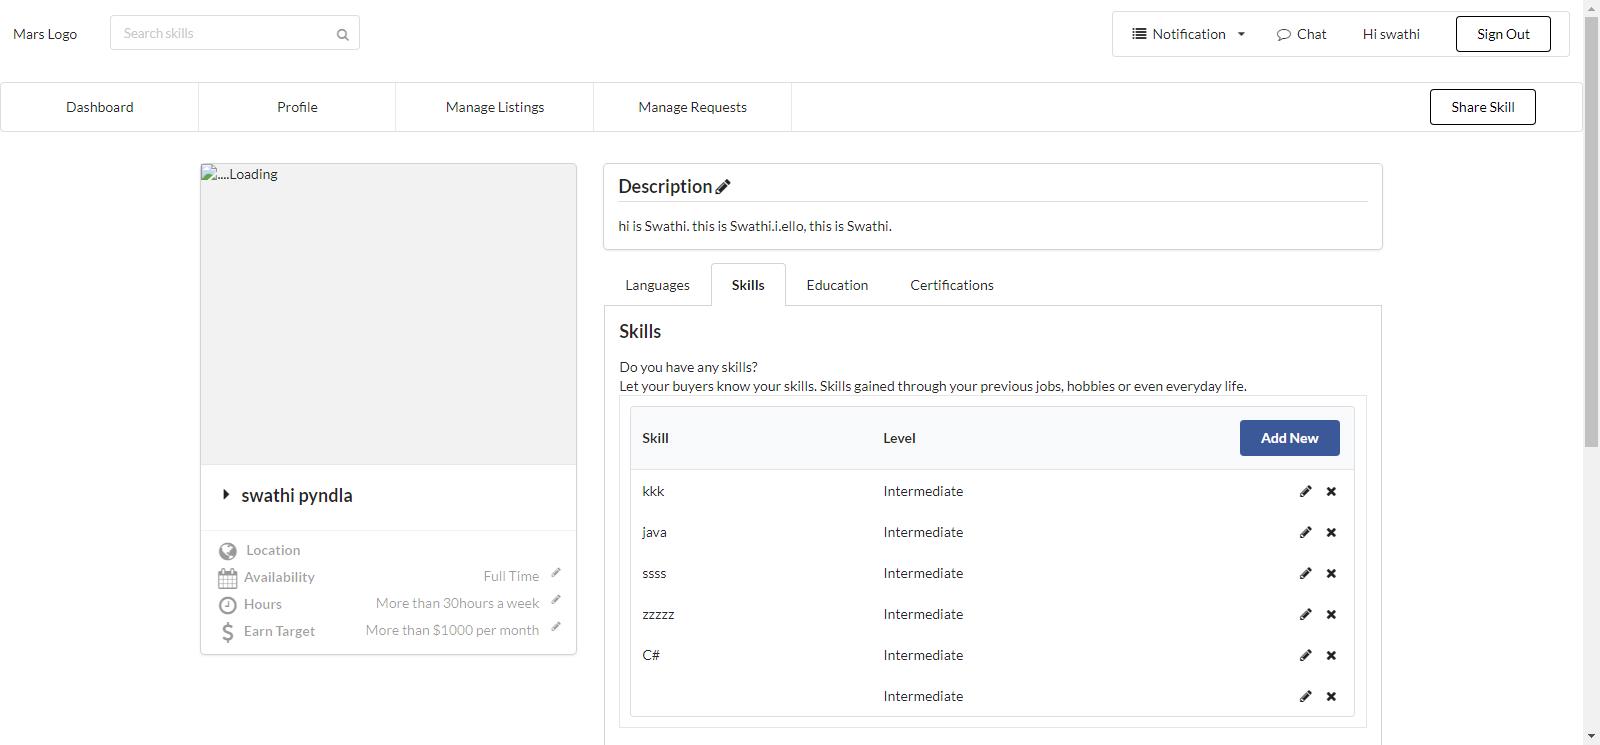 Mars Logo
Search skills
Notification
Chat
Hi swathi
Sign Out
Dashboard
Profile
Manage Listings
Manage Requests
Share Skill
....Loading
swathi pyndla
Location
Availability Full Time
Hours More than 30hours a week
Earn Target More than $1000 per month
Description
hi is Swathi. this is Swathi.i.ello, this is Swathi.
Languages
Skills
Education
Certifications
Skills
Do you have any skills?
Let your buyers know your skills. Skills gained through your previous jobs, hobbies or even everyday life.
Skill Level Add New
kkk Intermediate
java Intermediate
ssss Intermediate
zzzzz Intermediate
C# Intermediate
Intermediate